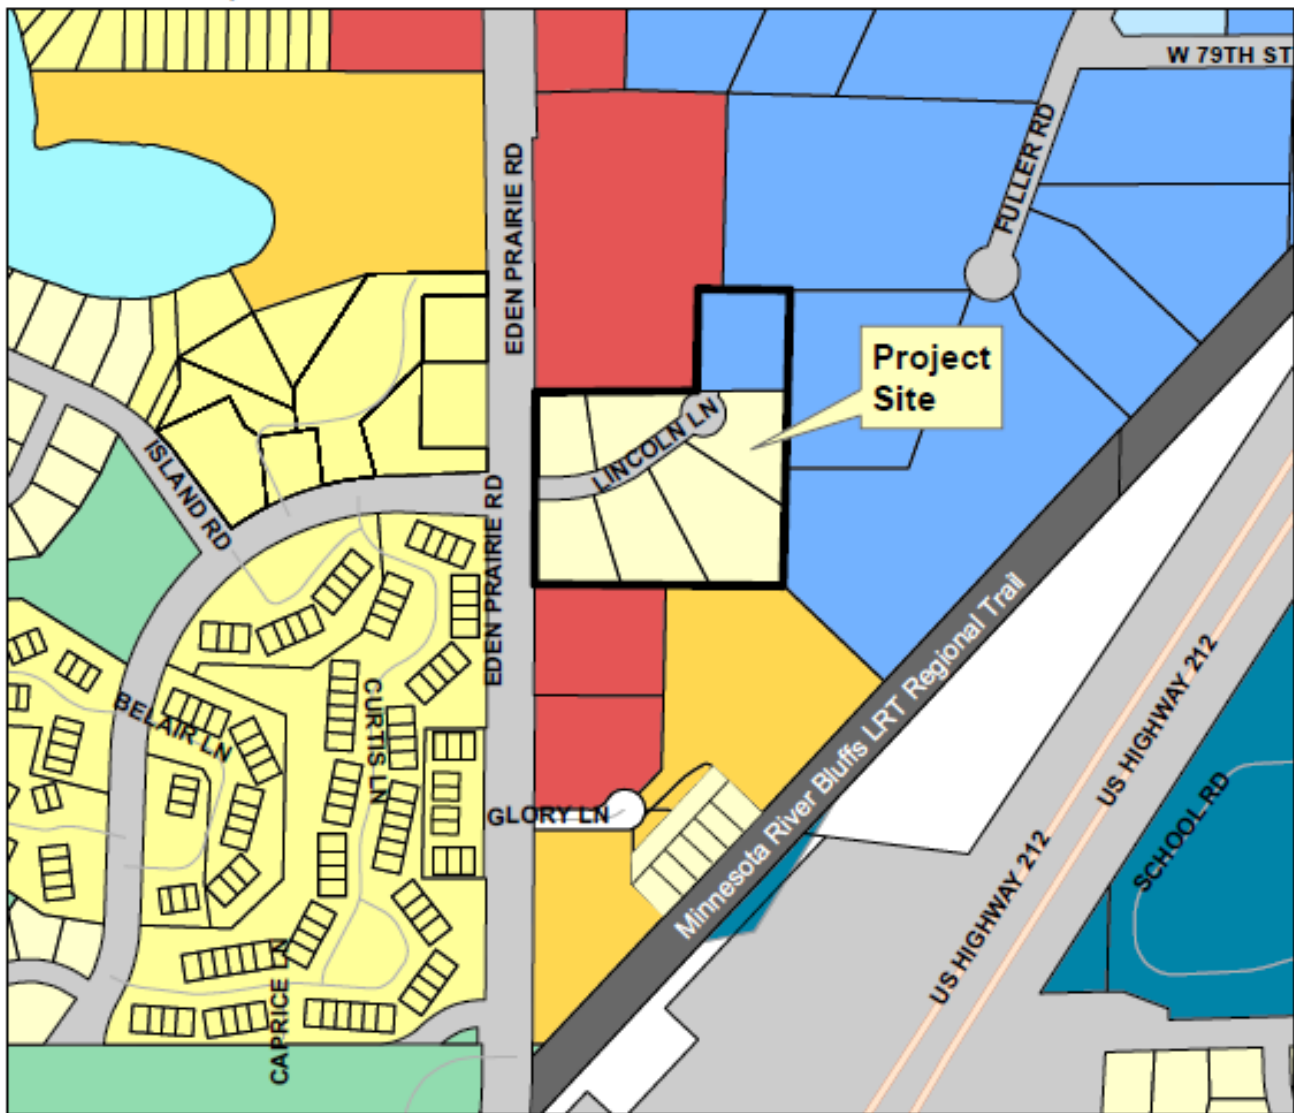 W 79TH ST
FULLER RD
EDEN PRAIRIE RD
Project
Site
LINCOLN LN
ISLAND RD
EDEN PRAIRIE RD
Minnesota River Bluffs LRT Regional Trail
US HIGHWAY 212
CURTIS LN
BELAIR LN
GLORY LN
SCHOOL RD
US HIGHWAY 212
CAPRICE LN